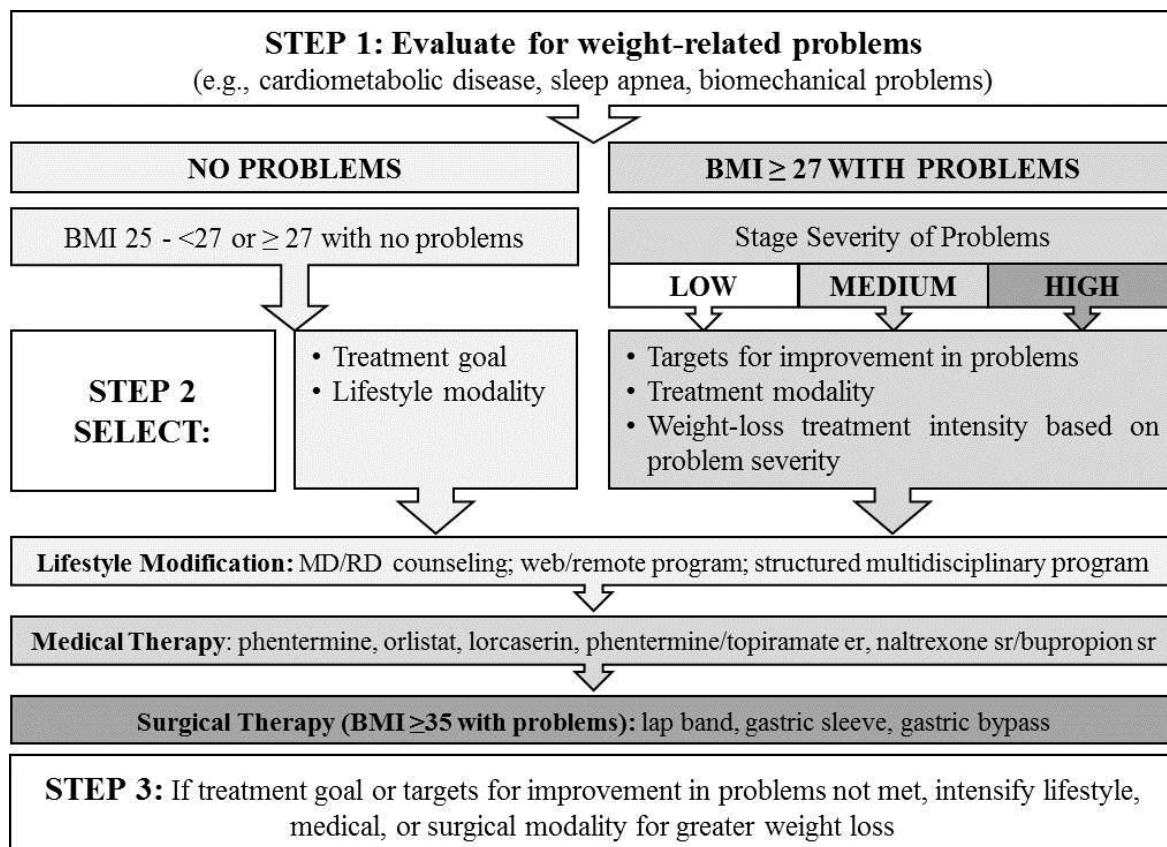 STEP 1: Evaluate for weight-related problems
(e.g., cardiometabolic disease, sleep apnea, biomechanical problems)
NO PROBLEMS
BMI 25 - <27 or ≥ 27 with no problems
BMI ≥ 27 WITH PROBLEMS
Stage Severity of Problems
LOW
MEDIUM
HIGH
STEP 2
SELECT:
• Treatment goal
• Lifestyle modality
• Targets for improvement in problems
• Treatment modality
• Weight-loss treatment intensity based on
problem severity
Lifestyle Modification: MD/RD counseling; web/remote program; structured multidisciplinary program
Medical Therapy: phentermine, orlistat, lorcaserin, phentermine/topiramate er, naltrexone sr/bupropion sr
Surgical Therapy (BMI ≥35 with problems): lap band, gastric sleeve, gastric bypass
STEP 3: If treatment goal or targets for improvement in problems not met, intensify lifestyle,
medical, or surgical modality for greater weight loss